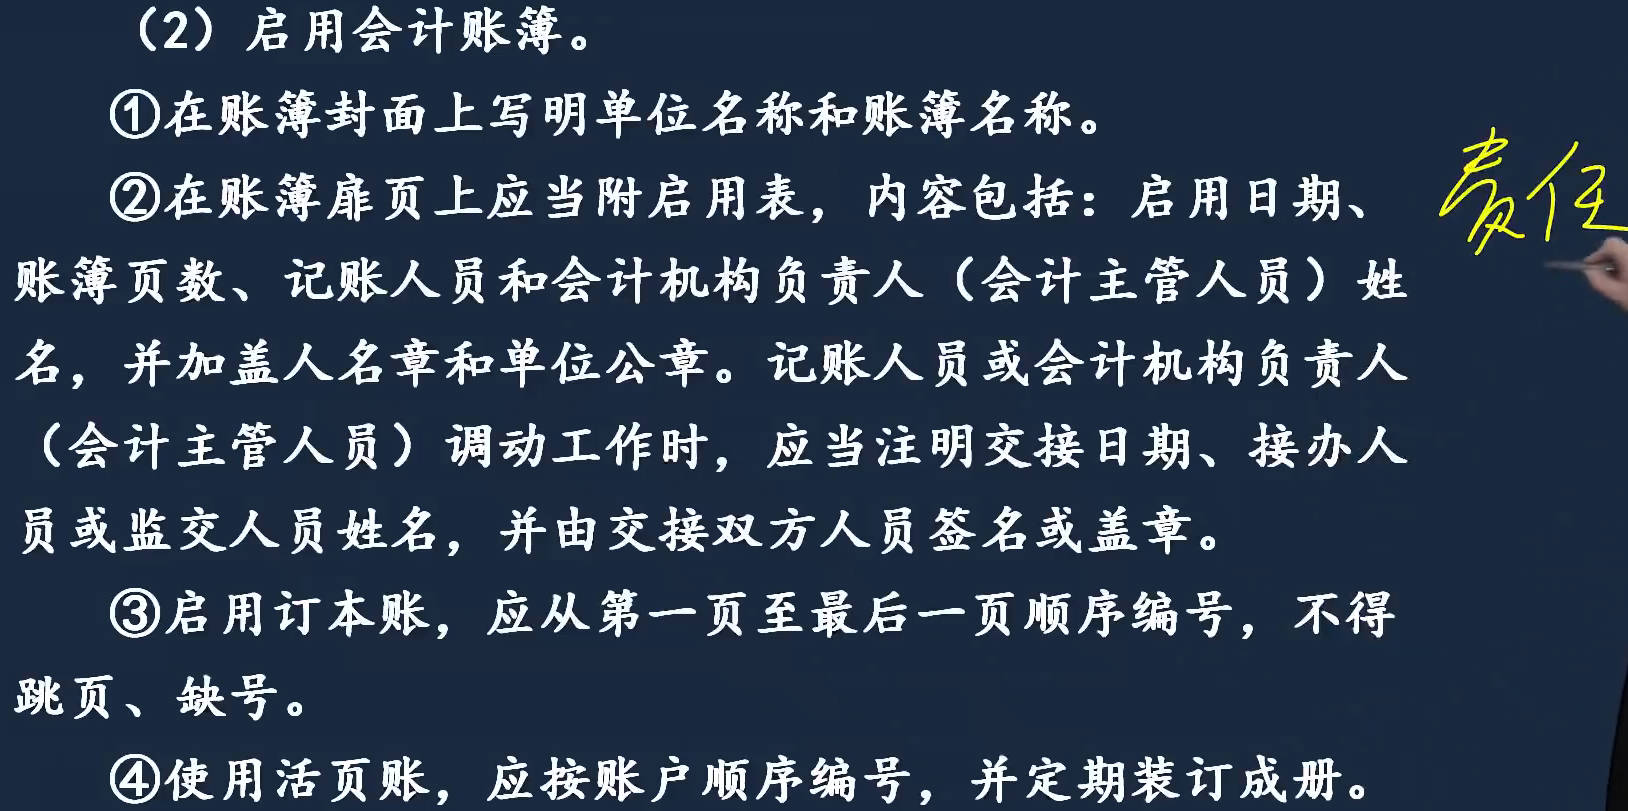 （2）启用会计账簿。
①在账簿封面上写明单位名称和账簿名称。
②在账簿扉页上应当附启用表，内容包括：启用日期、
账簿页数、记账人员和会计机构负责人（会计主管人员）姓
名，并加盖人名章和单位公章。记账人员或会计机构负责人
（会计主管人员）调动工作时，应当注明交接日期、接办人
员或监交人员姓名，并由交接双方人员签名或盖章。
③启用订本账，应从第一页至最后一页顺序编号，不得
跳页、缺号。
④使用活页账，应按账户顺序编号，并定期装订成册。
责任